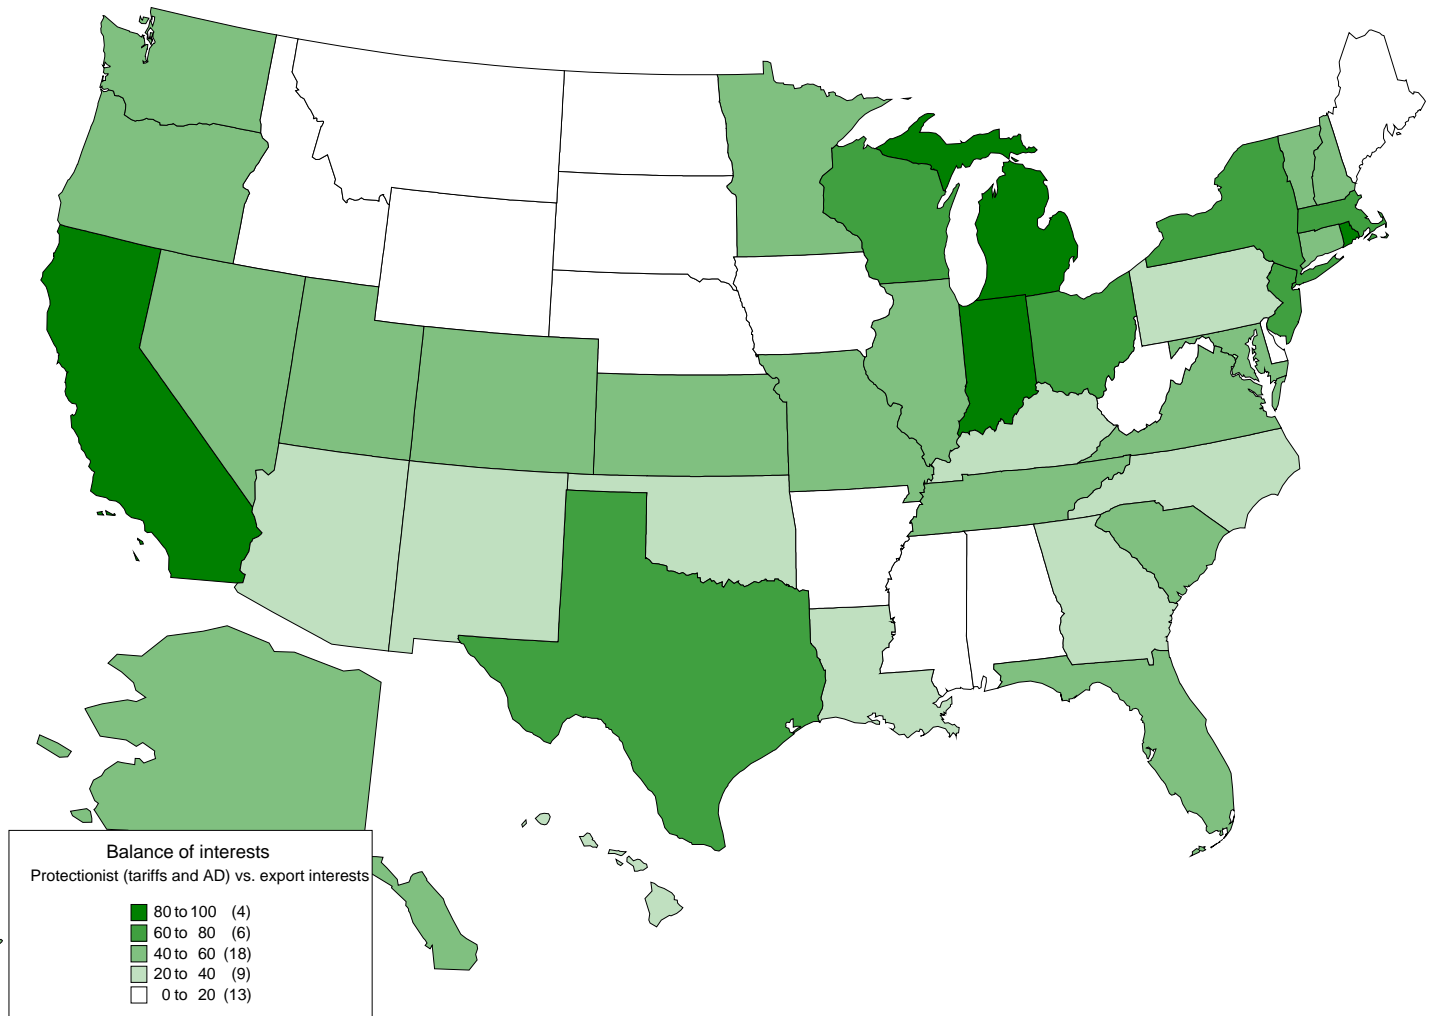 Balance of interests
Protectionist (tariffs and AD) vs. export interests
80 to 100 (4)
60 to 80 (6)
40 to 60 (18)
20 to 40 (9)
0 to 20 (13)